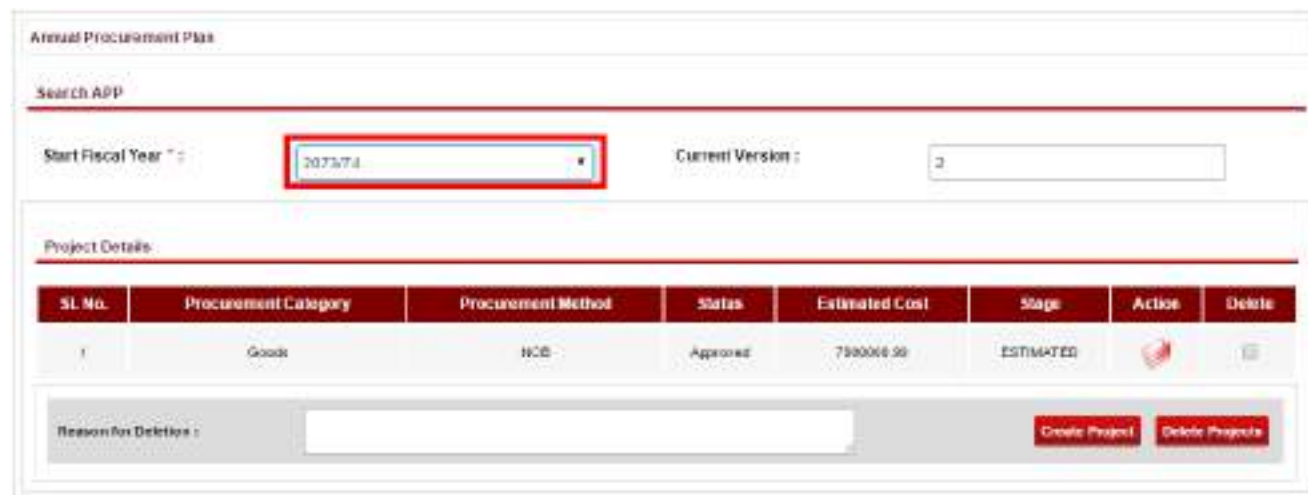 Annual Procurement Plan
Search APP
Start Fiscal Year * : 2073/74 Current Version : 2
Project Details
SL No. Procurement Category Procurement Method Status Estimated Cost Stage Action Delete
1 Goods NCB Approved ESTIMATED
Reason for Deletion : Create Project Delete Projects